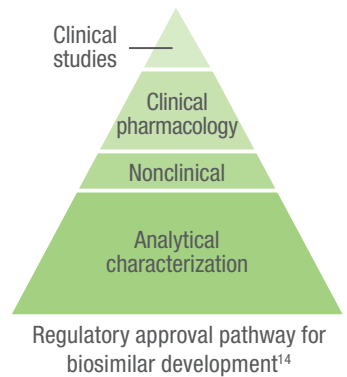 Clinical
studies
Clinical
pharmacology
Nonclinical
Analytical
characterization
Regulatory approval pathway for
biosimilar development¹⁴